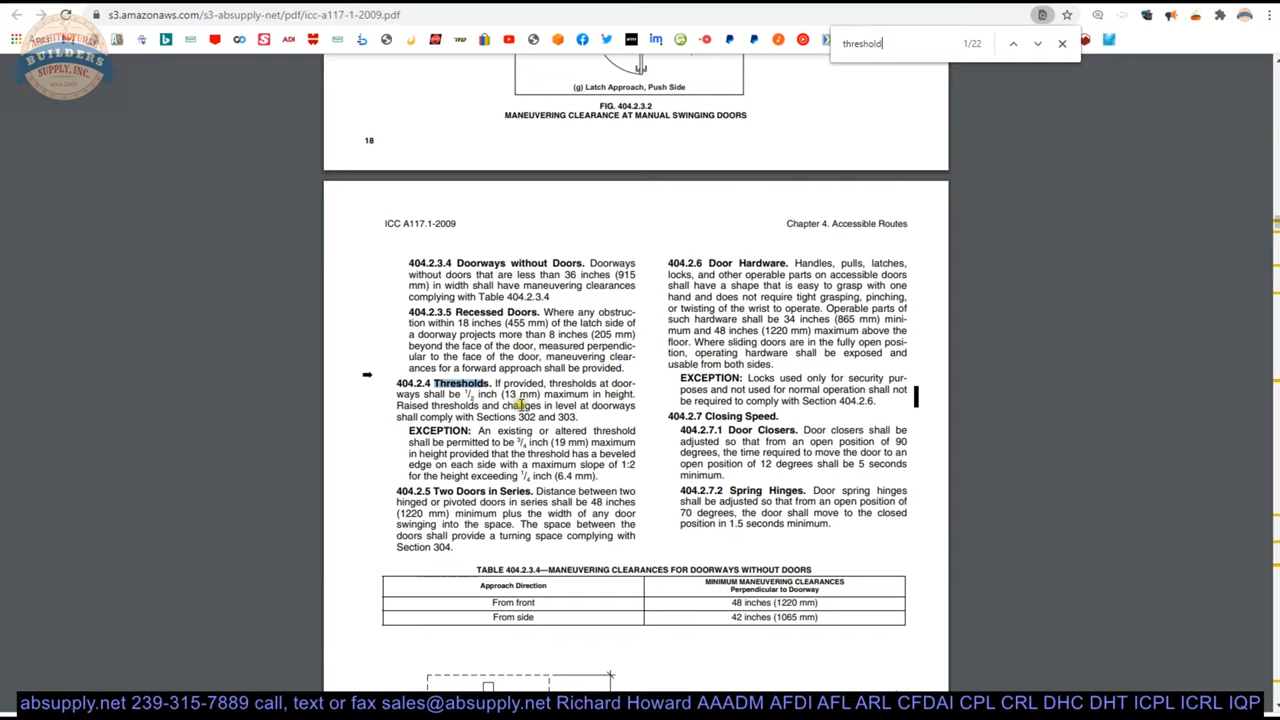 s3.amazonaws.com/s3-absupply-net/pdf/icc-a117-1-2009.pdf
threshold
1/22
ARCHITECTURAL
BUILDERS
SUPPLY, INC.
(g) Latch Approach, Push Side
FIG. 404.2.3.2
MANEUVERING CLEARANCE AT MANUAL SWINGING DOORS
18
ICC A117.1-2009
Chapter 4. Accessible Routes
404.2.3.4 Doorways without Doors. Doorways
without doors that are less than 36 inches (915
mm) in width shall have maneuvering clearances
complying with Table 404.2.3.4
404.2.3.5 Recessed Doors. Where any obstruc-
tion within 18 inches (455 mm) of the latch side of
a doorway projects more than 8 inches (205 mm)
beyond the face of the door, measured perpendic-
ular to the face of the door, maneuvering clear-
ances for a forward approach shall be provided.
404.2.4 Thresholds. If provided, thresholds at door-
ways shall be 1/2 inch (13 mm) maximum in height.
Raised thresholds and changes in level at doorways
shall comply with Sections 302 and 303.
EXCEPTION: An existing or altered threshold
shall be permitted to be 3/4 inch (19 mm) maximum
in height provided that the threshold has a beveled
edge on each side with a maximum slope of 1:2
for the height exceeding 1/4 inch (6.4 mm).
404.2.5 Two Doors in Series. Distance between two
hinged or pivoted doors in series shall be 48 inches
(1220 mm) minimum plus the width of any door
swinging into the space. The space between the
doors shall provide a turning space complying with
Section 304.
404.2.6 Door Hardware. Handles, pulls, latches,
locks, and other operable parts on accessible doors
shall have a shape that is easy to grasp with one
hand and does not require tight grasping, pinching,
or twisting of the wrist to operate. Operable parts of
such hardware shall be 34 inches (865 mm) mini-
mum and 48 inches (1220 mm) maximum above the
floor. Where sliding doors are in the fully open posi-
tion, operating hardware shall be exposed and
usable from both sides.
EXCEPTION: Locks used only for security pur-
poses and not used for normal operation shall not
be required to comply with Section 404.2.6.
404.2.7 Closing Speed.
404.2.7.1 Door Closers. Door closers shall be
adjusted so that from an open position of 90
degrees, the time required to move the door to an
open position of 12 degrees shall be 5 seconds
minimum.
404.2.7.2 Spring Hinges. Door spring hinges
shall be adjusted so that from an open position of
70 degrees, the door shall move to the closed
position in 1.5 seconds minimum.
TABLE 404.2.3.4—MANEUVERING CLEARANCES FOR DOORWAYS WITHOUT DOORS
Approach Direction
MINIMUM MANEUVERING CLEARANCES
Perpendicular to Doorway
From front
48 inches (1220 mm)
From side
42 inches (1065 mm)
absupply.net 239-315-7889 call, text or fax sales@absupply.net Richard Howard AAADM AFDI AFL ARL CFDAI CPL CRL DHC DHT ICPL ICRL IQP